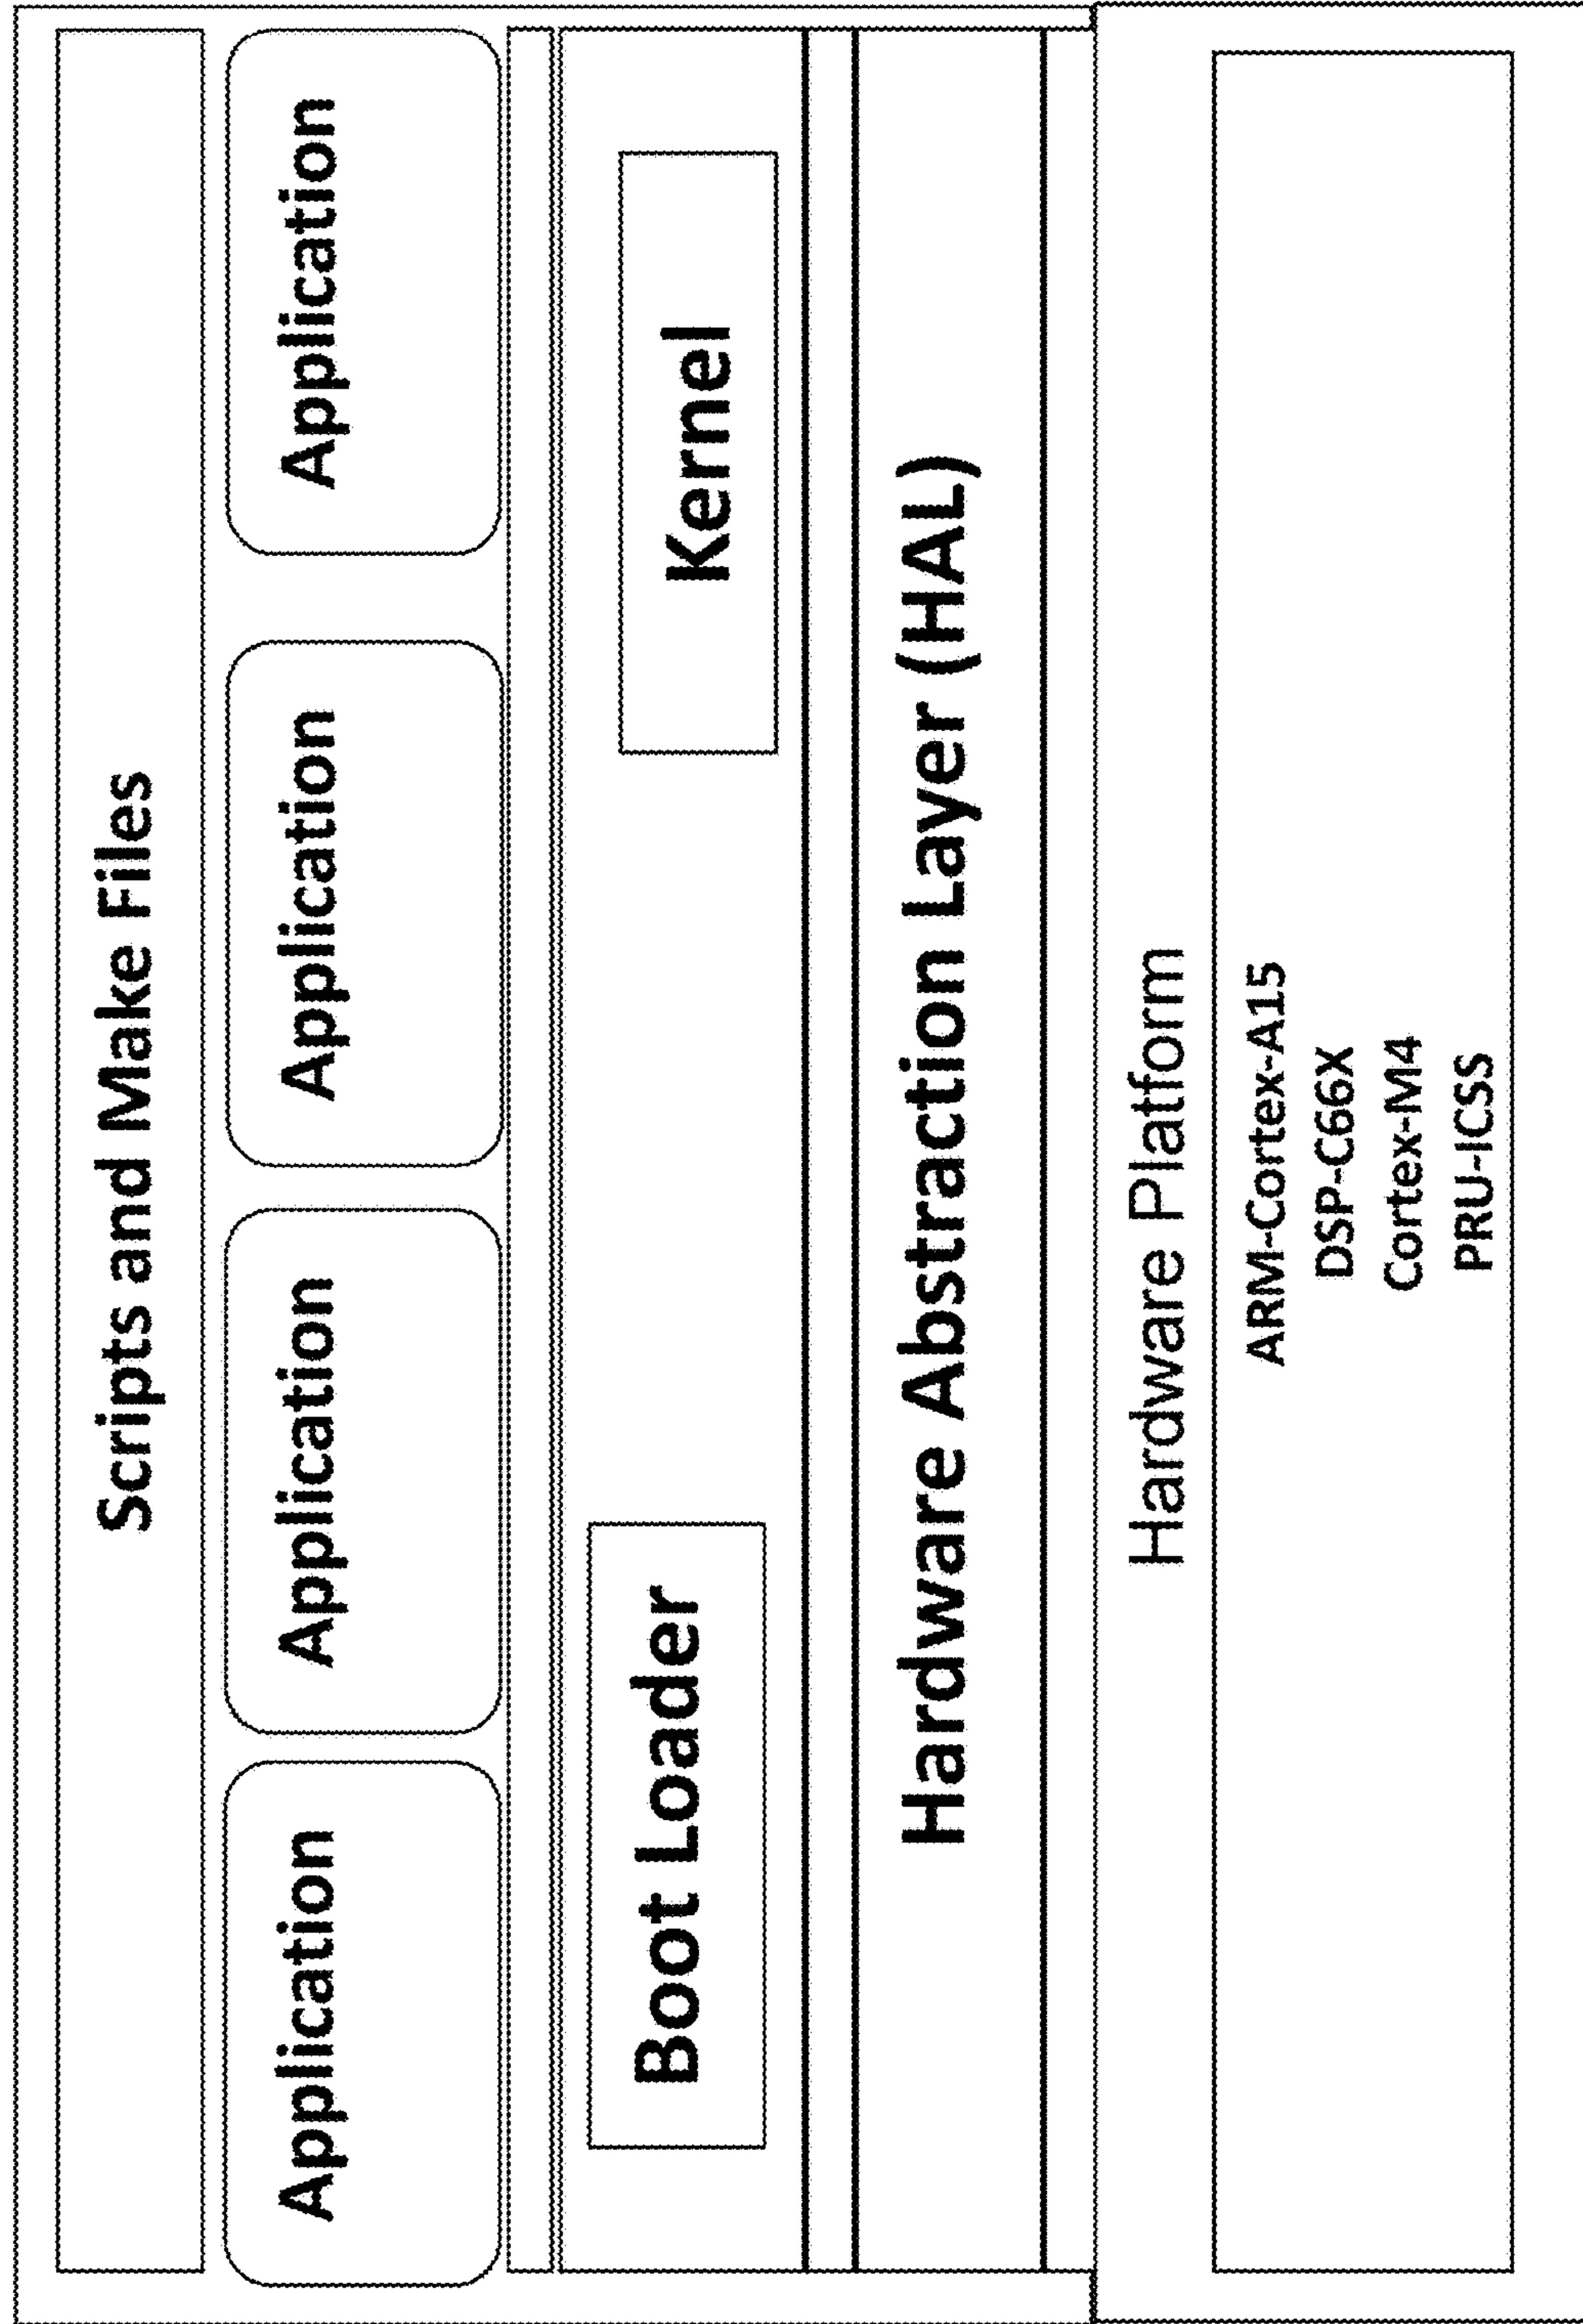 Scripts and Make Files
Application
Application
Application
Application
Boot Loader
Kernel
Hardware Abstraction Layer (HAL)
Hardware Platform
ARM-Cortex-A15
DSP-C66X
Cortex-M4
PRU-ICSS